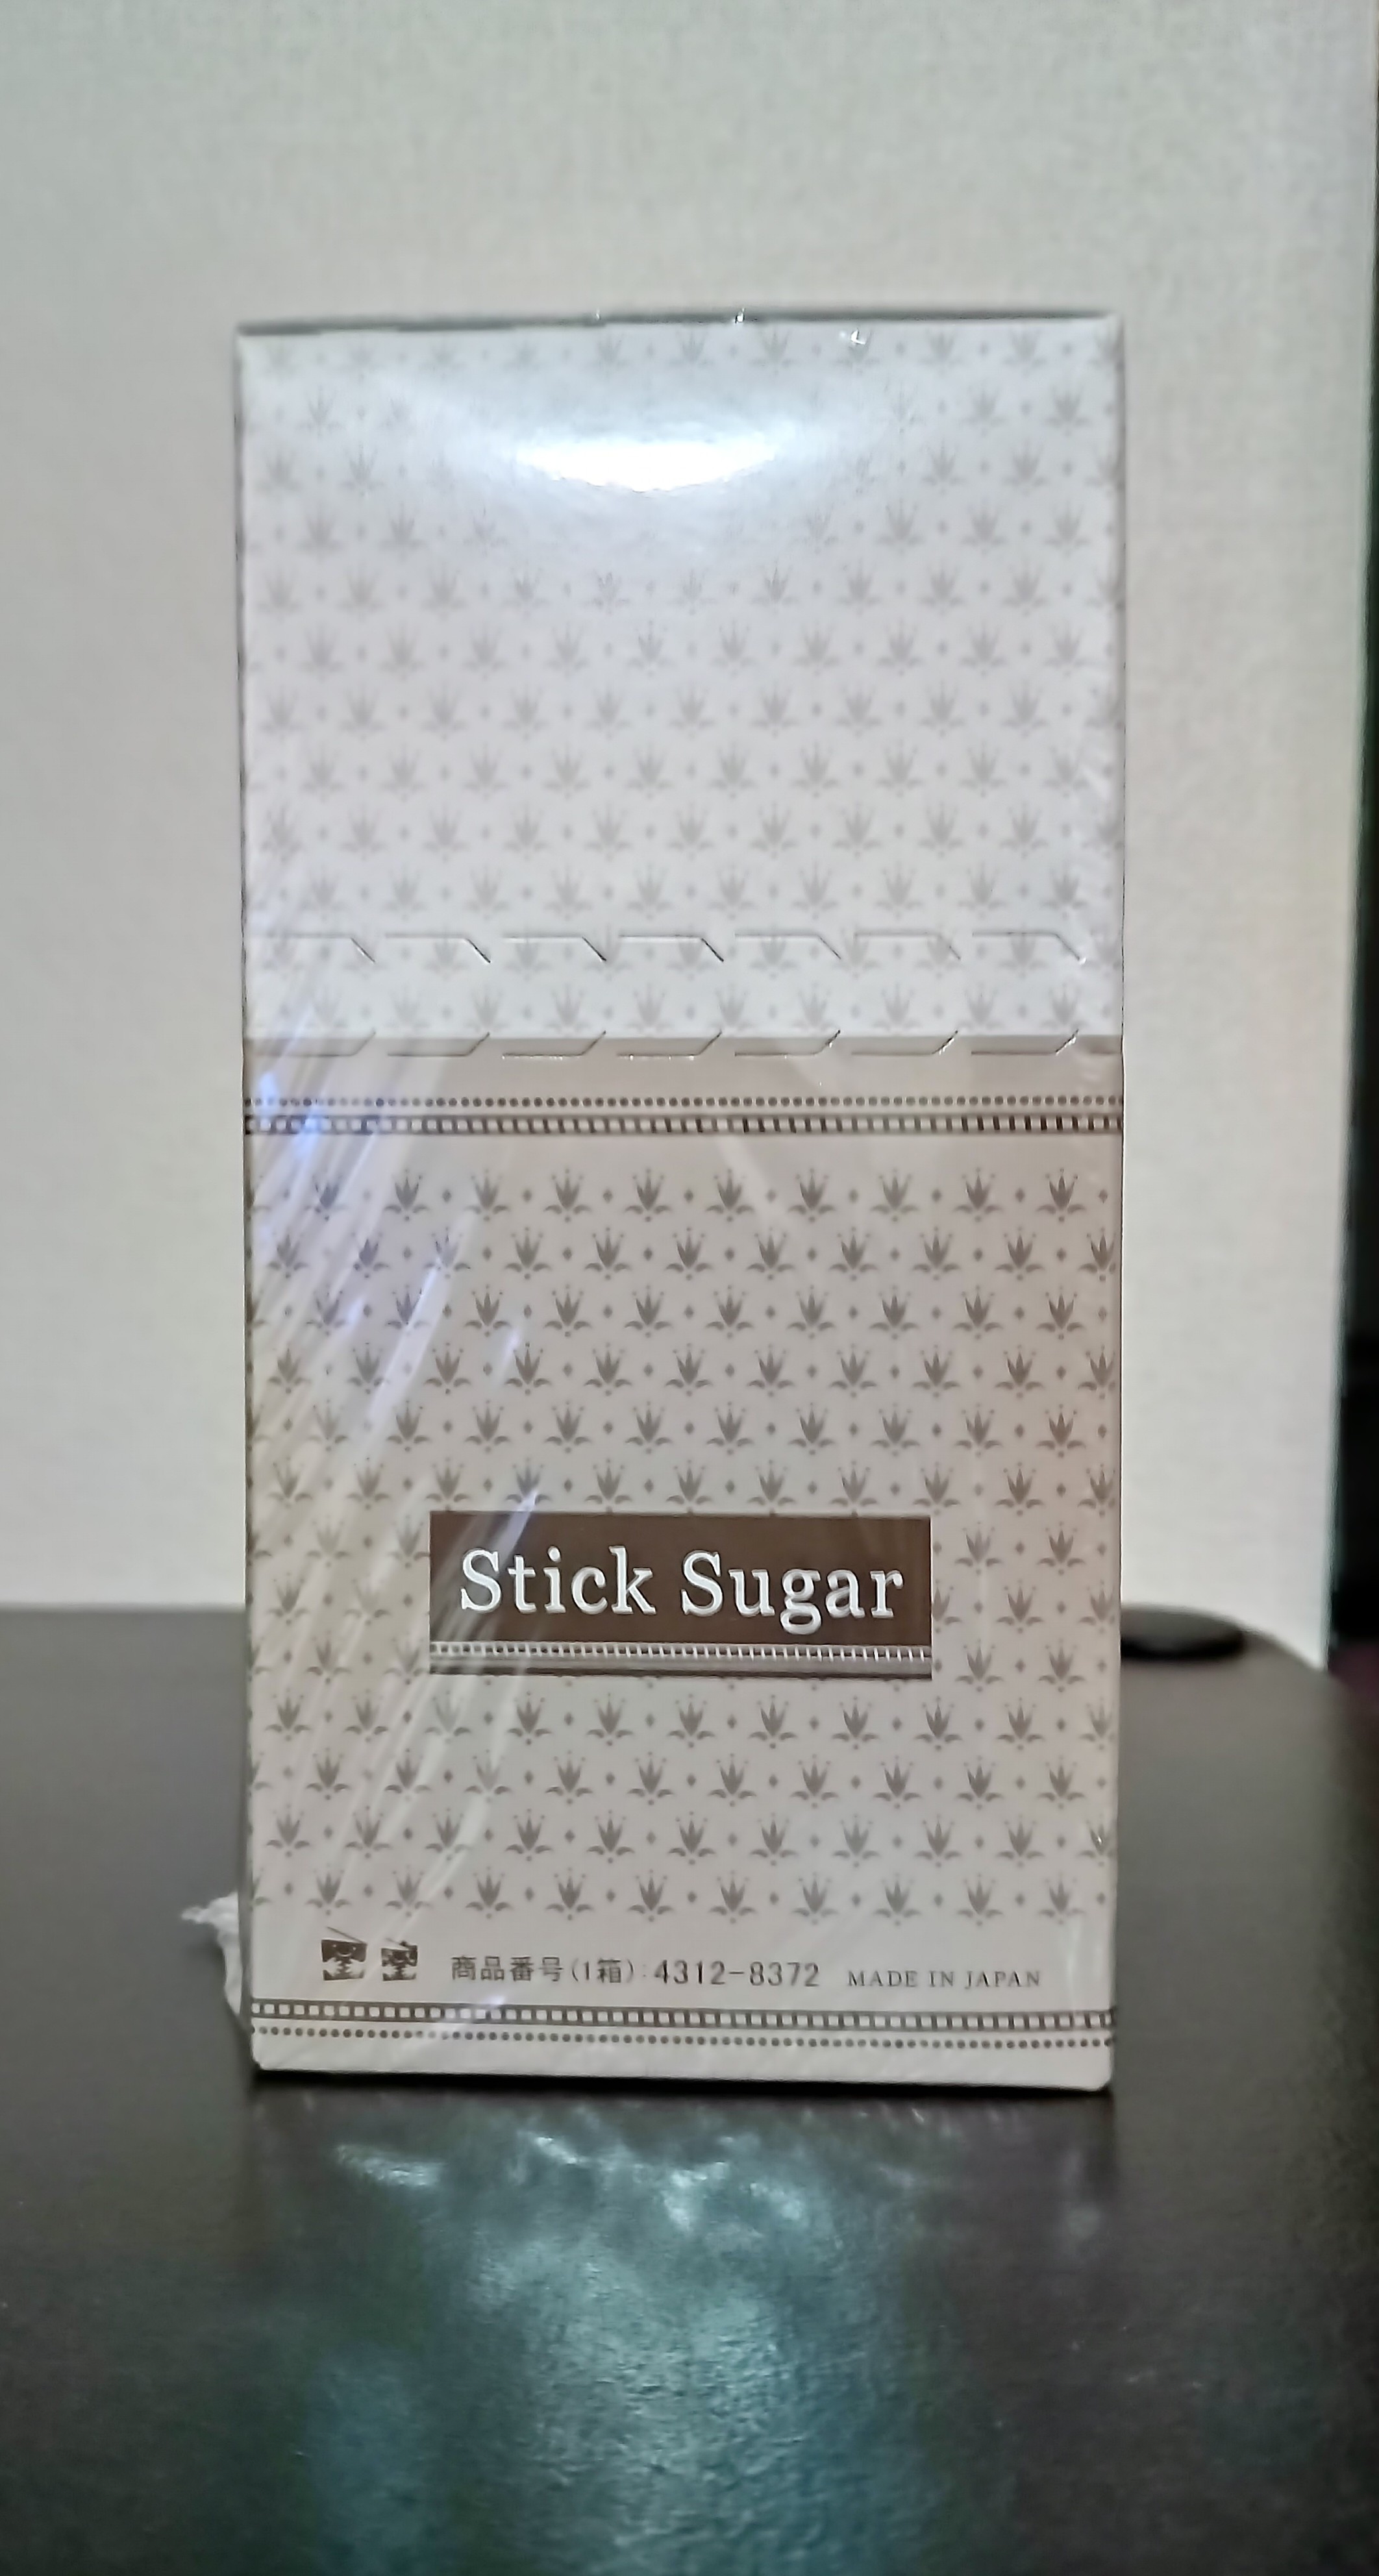 Stick Sugar
商品番号(1箱):4312-8372 MADE IN JAPAN